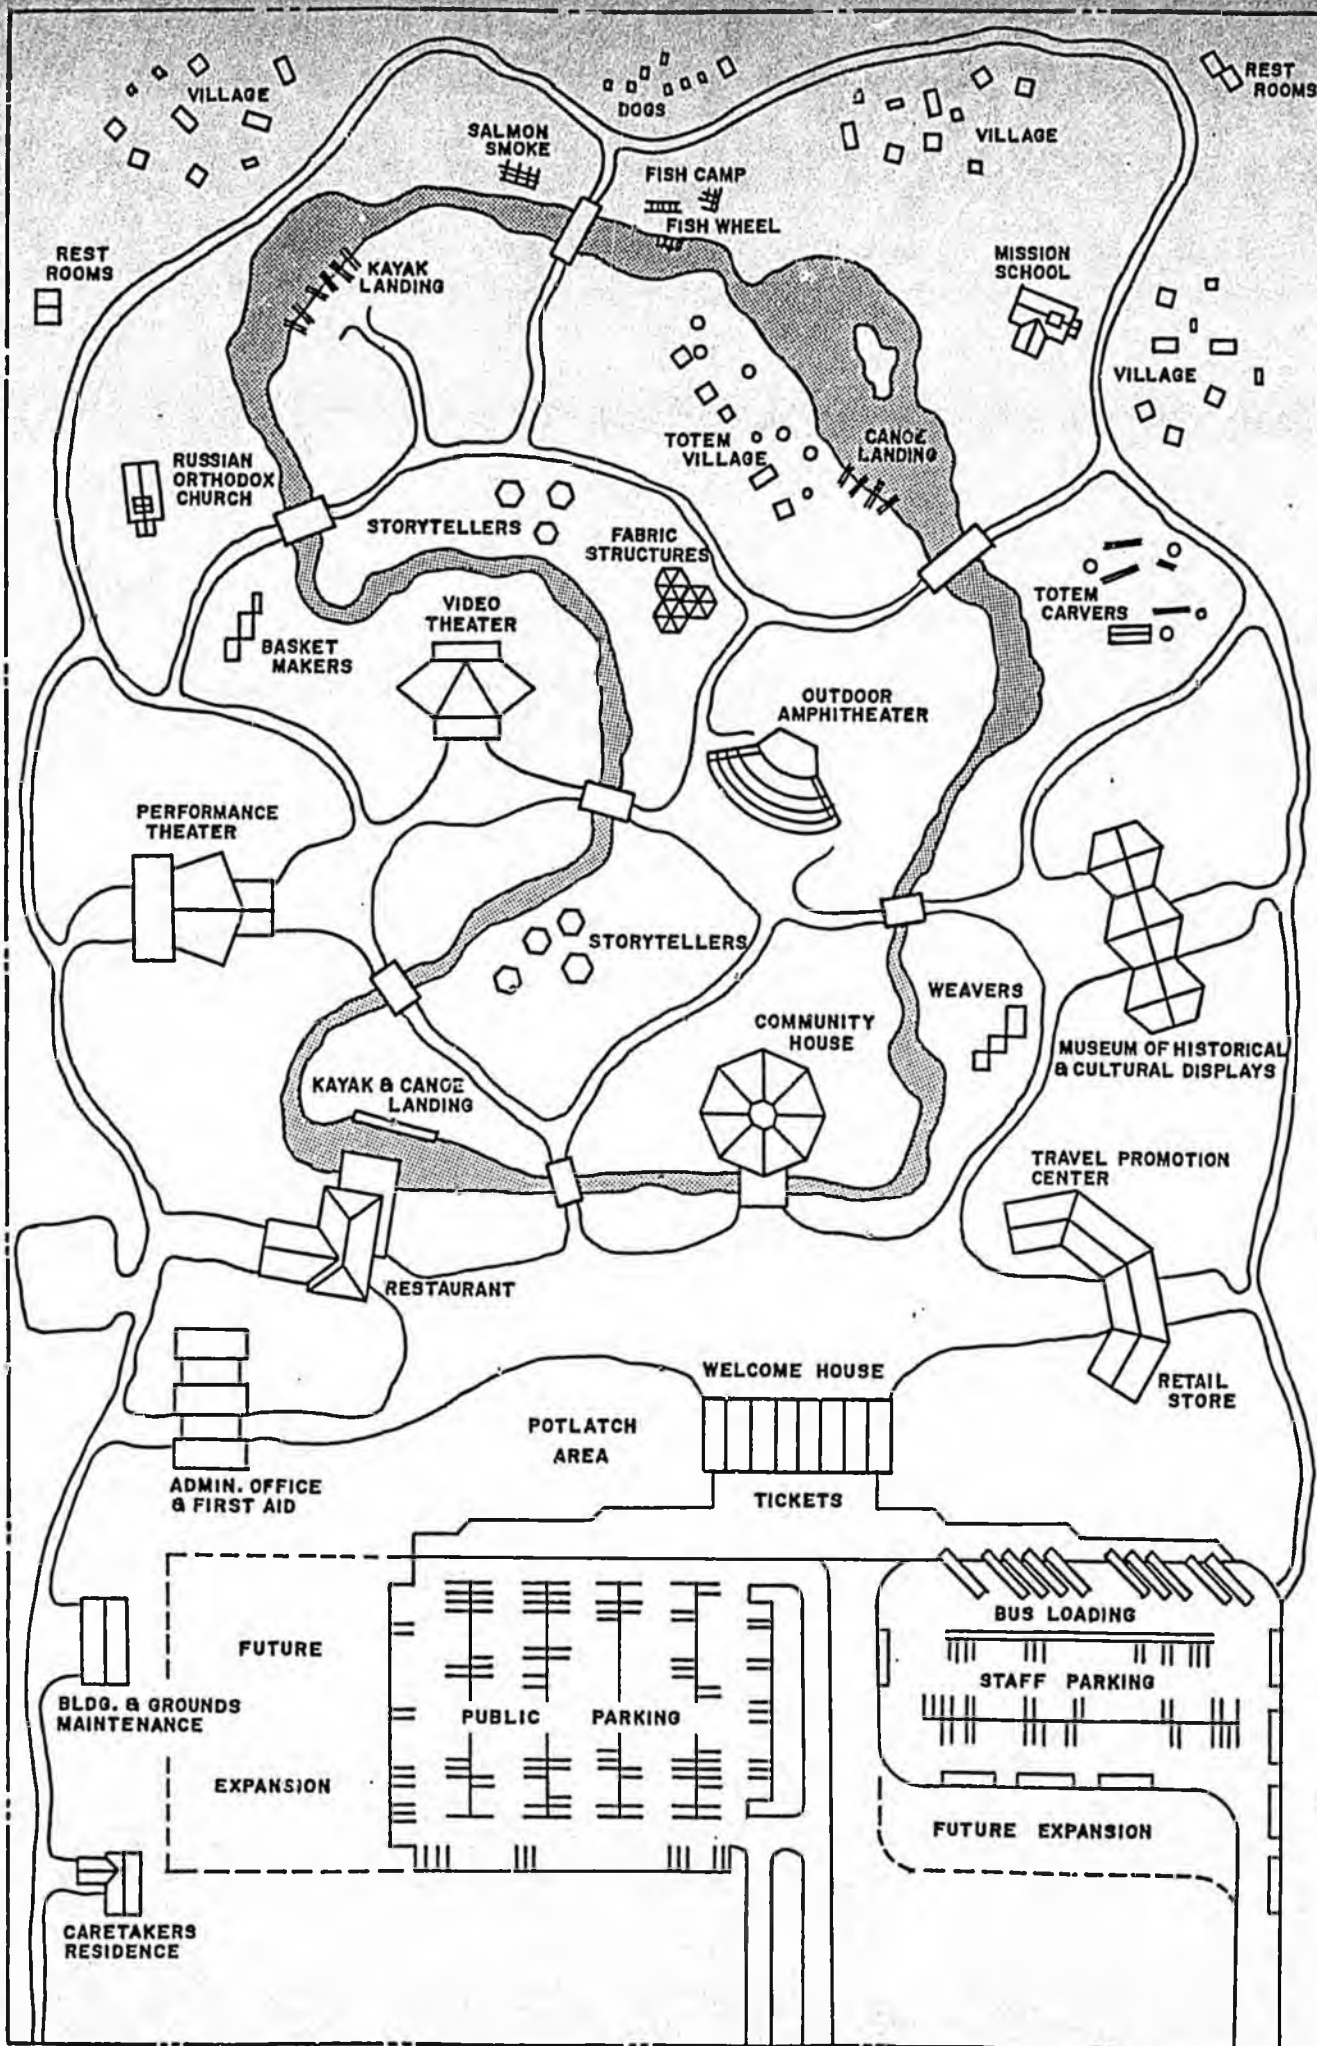 VILLAGE
DOGS
REST
ROOMS
SALMON
SMOKE
VILLAGE
FISH CAMP
FISH WHEEL
REST
ROOMS
KAYAK
LANDING
MISSION
SCHOOL
VILLAGE
TOTEM
VILLAGE
CANOE
LANDING
RUSSIAN
ORTHODOX
CHURCH
STORYTELLERS
FABRIC
STRUCTURES
TOTEM
CARVERS
VIDEO
THEATER
BASKET
MAKERS
OUTDOOR
AMPHITHEATER
PERFORMANCE
THEATER
STORYTELLERS
WEAVERS
COMMUNITY
HOUSE
MUSEUM OF HISTORICAL
& CULTURAL DISPLAYS
KAYAK & CANOE
LANDING
TRAVEL PROMOTION
CENTER
RESTAURANT
WELCOME HOUSE
RETAIL
STORE
POTLATCH
AREA
ADMIN. OFFICE
& FIRST AID
TICKETS
BUS LOADING
FUTURE
STAFF PARKING
BLDG. & GROUNDS
MAINTENANCE
PUBLIC PARKING
EXPANSION
FUTURE EXPANSION
CARETAKERS
RESIDENCE